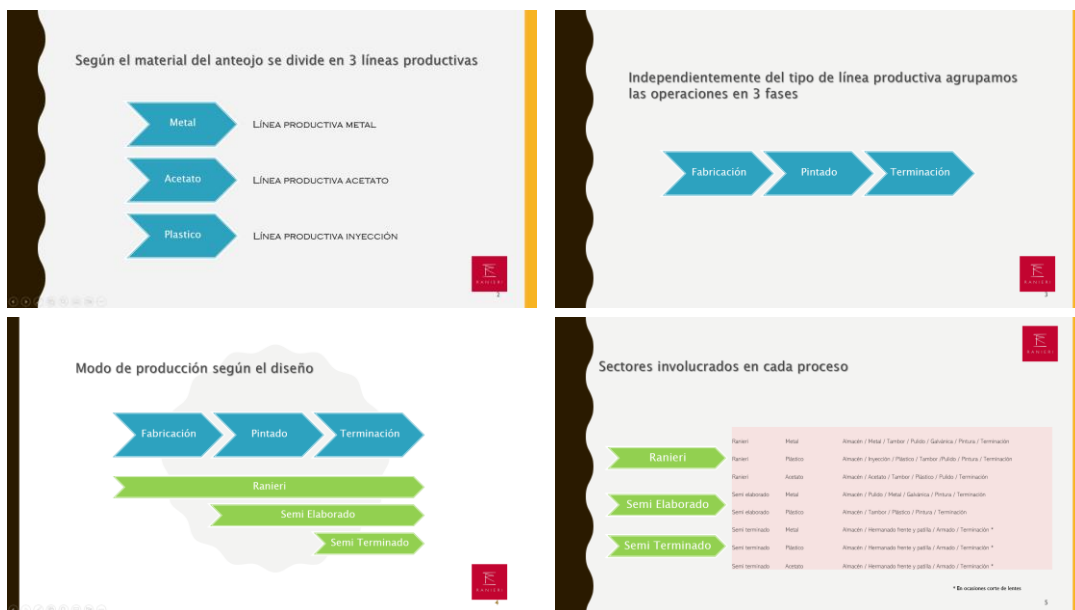 Según el material del anteojo se divide en 3 líneas productivas
Metal
LÍNEA PRODUCTIVA METAL
Acetato
LÍNEA PRODUCTIVA ACETATO
Plastico
LÍNEA PRODUCTIVA INYECCIÓN
RANIERI
2
Independientemente del tipo de línea productiva agrupamos
las operaciones en 3 fases
Fabricación
Pintado
Terminación
RANIERI
3
Modo de producción según el diseño
Fabricación
Pintado
Terminación
Ranieri
Semi Elaborado
Semi Terminado
RANIERI
4
RANIERI
Sectores involucrados en cada proceso
Ranieri
Semi Elaborado
Semi Terminado
Ranieri Metal Almacén / Metal / Tambor / Pulido / Galvánica / Pintura / Terminación
Ranieri Plástico Almacén / Inyección / Plástico / Tambor /Pulido / Pintura / Terminación
Ranieri Acetato Almacén / Acetato / Tambor / Plástico / Pulido / Terminación
Semi elaborado Metal Almacén / Pulido / Metal / Galvánica / Pintura / Terminación
Semi elaborado Plástico Almacén / Tambor / Plástico / Pintura / Terminación
Semi terminado Metal Almacén / Hermanado frente y patilla / Armado / Terminación *
Semi terminado Plástico Almacén / Hermanado frente y patilla / Armado / Terminación *
Semi terminado Acetato Almacén / Hermanado frente y patilla / Armado / Terminación *
* En ocasiones corte de lentes
5